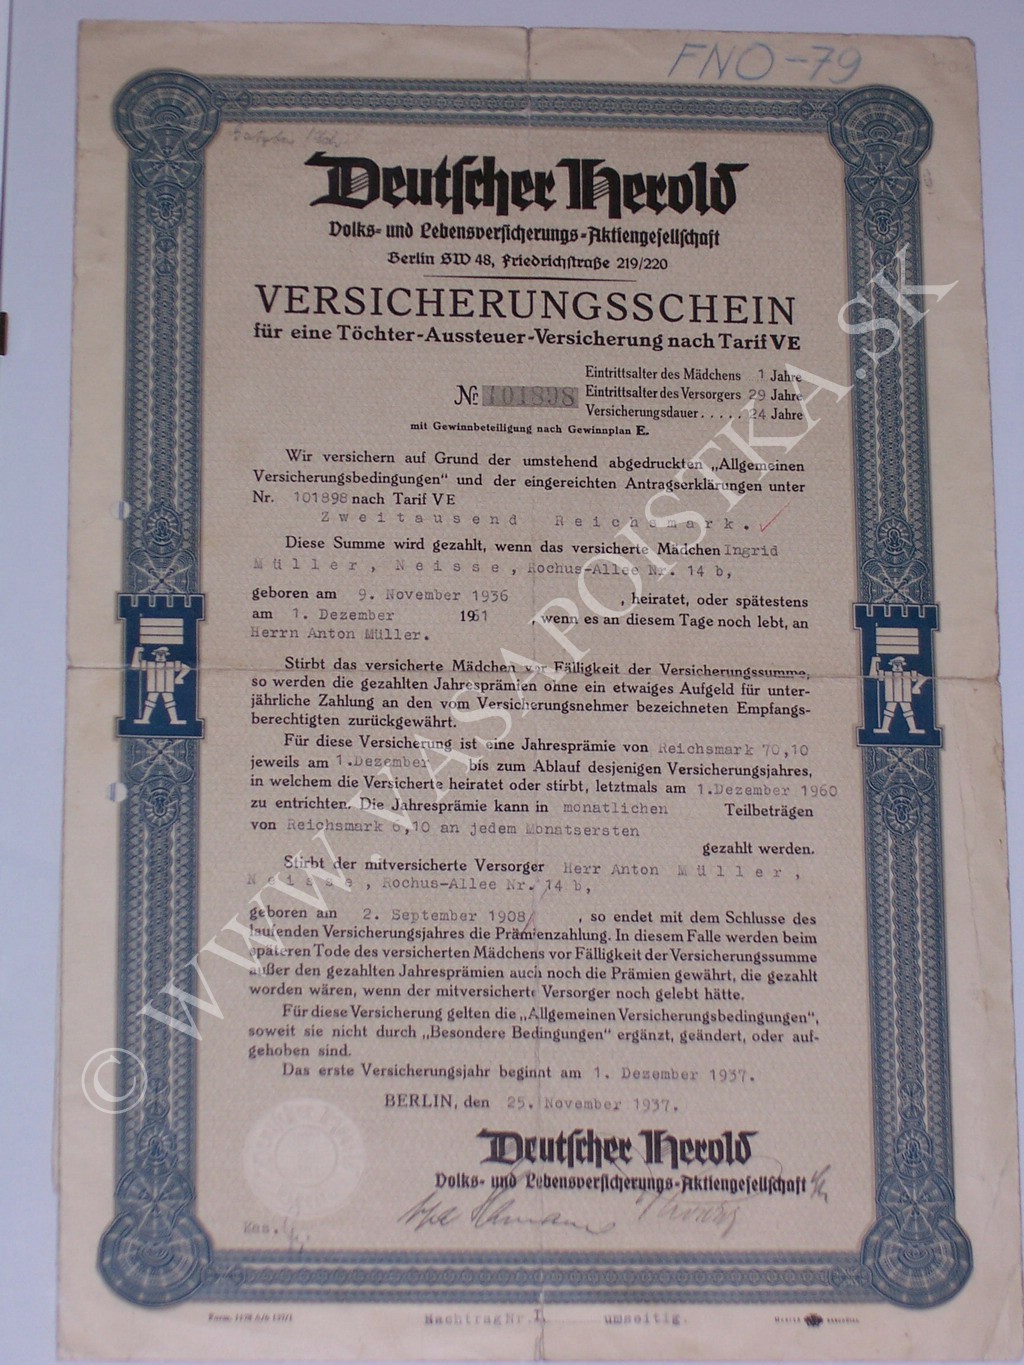 FNO-79
Deutscher Herold
Volks- und Lebensversicherungs-Aktiengesellschaft
Berlin SW 48, Friedrichstraße 219/220
VERSICHERUNGSSCHEIN
für eine Töchter-Aussteuer-Versicherung nach Tarif VE
Eintrittsalter des Mädchens 1 Jahre
Nr. 101898 Eintrittsalter des Versorgers 29 Jahre
Versicherungsdauer . . . . . 24 Jahre
mit Gewinnbeteiligung nach Gewinnplan E.
Wir versichern auf Grund der umstehend abgedruckten „Allgemeinen
Versicherungsbedingungen“ und der eingereichten Antragserklärungen unter
Nr. 101898 nach Tarif VE
Zweitausend Reichsmark.
Diese Summe wird gezahlt, wenn das versicherte Mädchen Ingrid
Müller, Neisse, Rochus-Allee Nr. 14 b,
geboren am 9. November 1936 , heiratet, oder spätestens
am 1. Dezember 1961 , wenn es an diesem Tage noch lebt, an
Herrn Anton Müller.
Stirbt das versicherte Mädchen vor Fälligkeit der Versicherungssumme,
so werden die gezahlten Jahresprämien ohne ein etwaiges Aufgeld für unter-
jährliche Zahlung an den vom Versicherungsnehmer bezeichneten Empfangs-
berechtigten zurückgewährt.
Für diese Versicherung ist eine Jahresprämie von Reichsmark 70,10
jeweils am 1.Dezember bis zum Ablauf desjenigen Versicherungsjahres,
in welchem die Versicherte heiratet oder stirbt, letztmals am 1.Dezember 1960
zu entrichten. Die Jahresprämie kann in monatlichen Teilbeträgen
von Reichsmark 6,10 an jedem Monatsersten
gezahlt werden.
Stirbt der mitversicherte Versorger Herr Anton Müller,
Neisse, Rochus-Allee Nr. 14 b,
geboren am 2. September 1908 , so endet mit dem Schlusse des
laufenden Versicherungsjahres die Prämienzahlung. In diesem Falle werden beim
späteren Tode des versicherten Mädchens vor Fälligkeit der Versicherungssumme
außer den gezahlten Jahresprämien auch noch die Prämien gewährt, die gezahlt
worden wären, wenn der mitversicherte Versorger noch gelebt hätte.
Für diese Versicherung gelten die „Allgemeinen Versicherungsbedingungen“,
soweit sie nicht durch „Besondere Bedingungen“ ergänzt, geändert, oder auf-
gehoben sind.
Das erste Versicherungsjahr beginnt am 1. Dezember 1937.
BERLIN, den 25. November 1937.
Deutscher Herold
Volks- und Lebensversicherungs-Aktiengesellschaft
Nachtrag Nr. 1 umseitig.
© WWW.VASAPOISTKA.SK